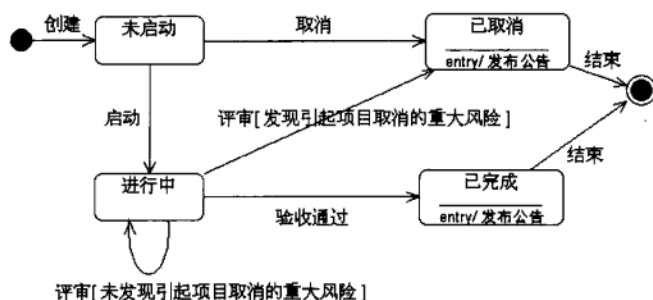 创建
未启动
取消
已取消
entry/ 发布公告
结束
启动
评审[ 发现引起项目取消的重大风险 ]
进行中
验收通过
已完成
entry/ 发布公告
结束
评审[ 未发现引起项目取消的重大风险 ]